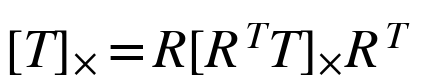 [T]× = R[RᵀT]×Rᵀ